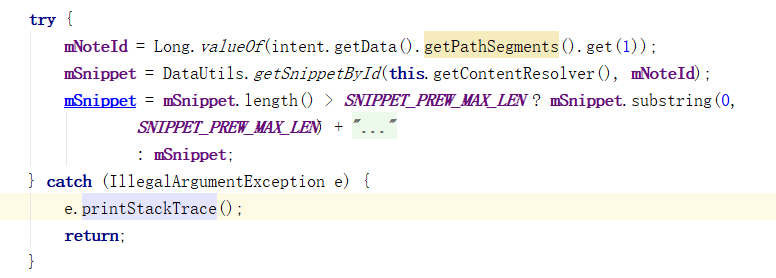 try {
mNoteId = Long.valueOf(intent.getData().getPathSegments().get(1));
mSnippet = DataUtils.getSnippetById(this.getContentResolver(), mNoteId);
mSnippet = mSnippet.length() > SNIPPET_PREW_MAX_LEN ? mSnippet.substring(0,
SNIPPET_PREW_MAX_LEN) + "..."
: mSnippet;
} catch (IllegalArgumentException e) {
e.printStackTrace();
return;
}